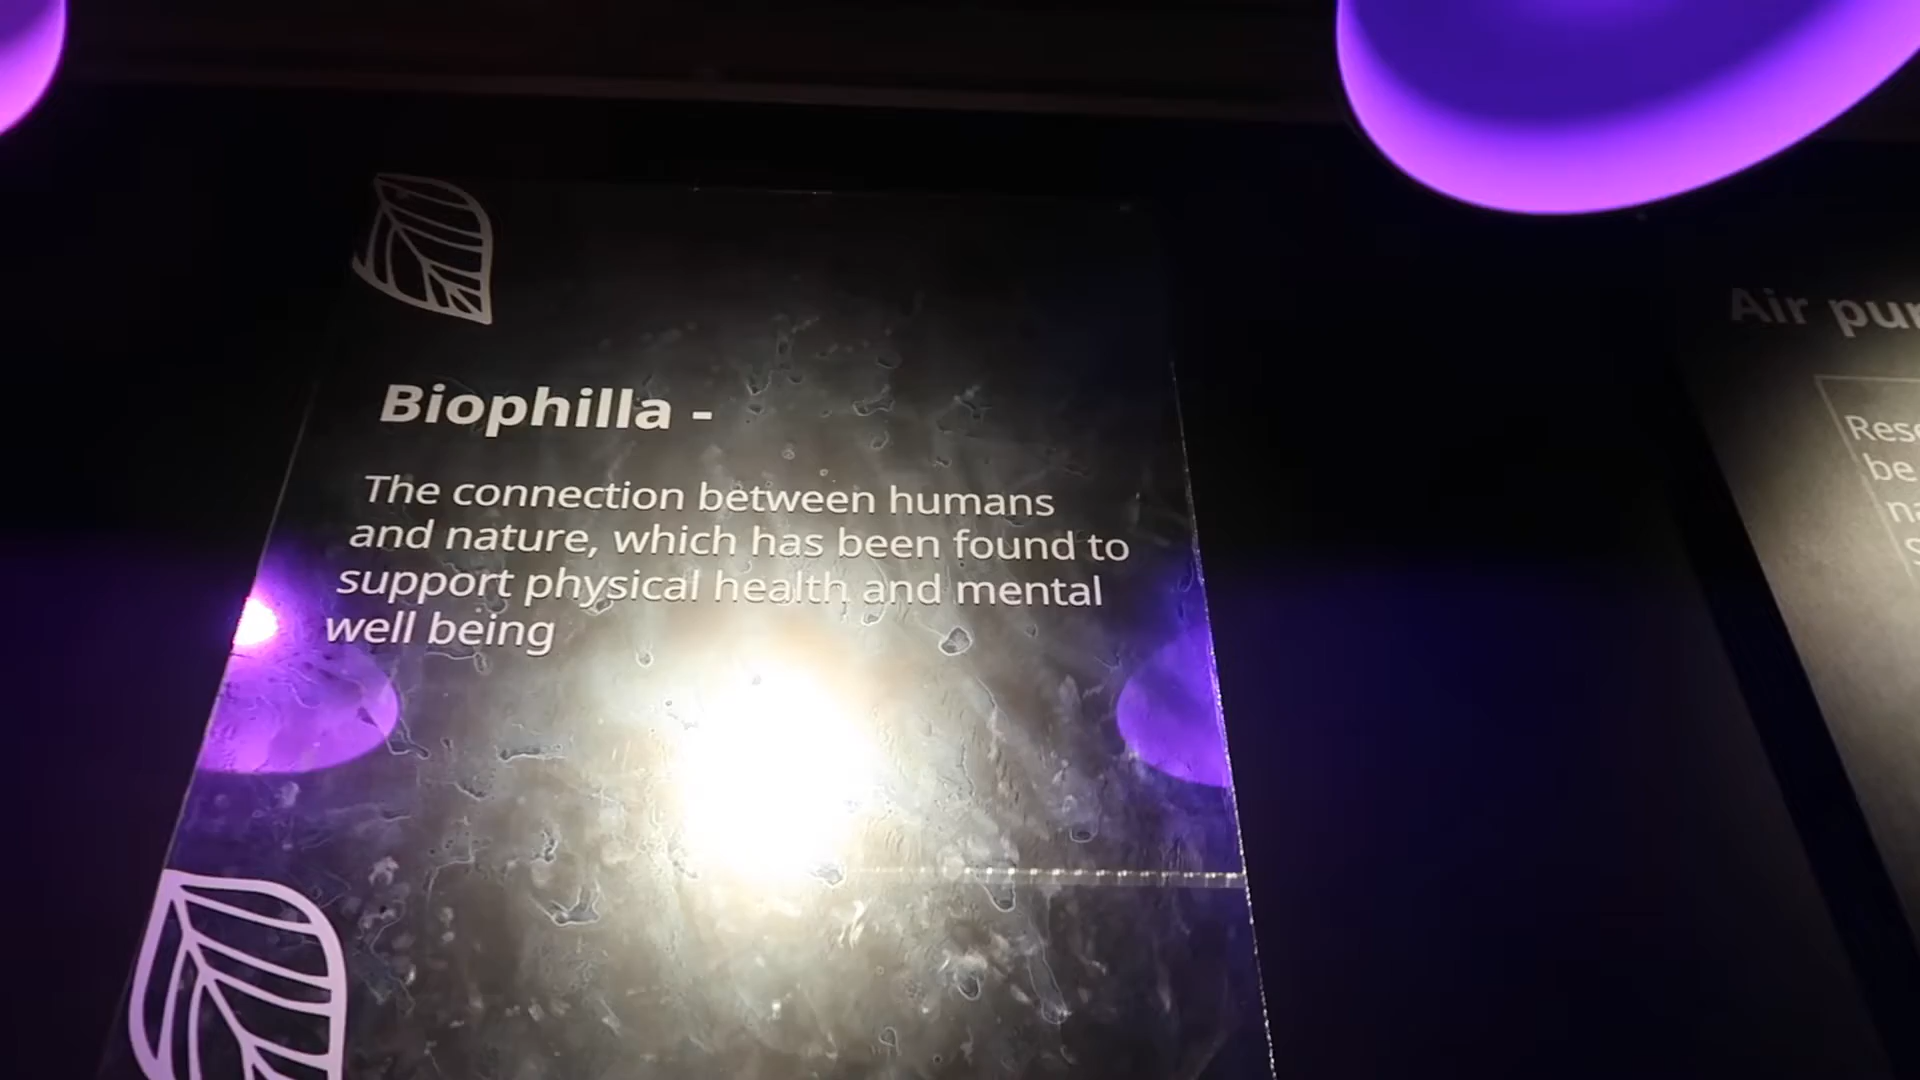 Biophilla -
The connection between humans
and nature, which has been found to
support physical health and mental
well being
Air
be